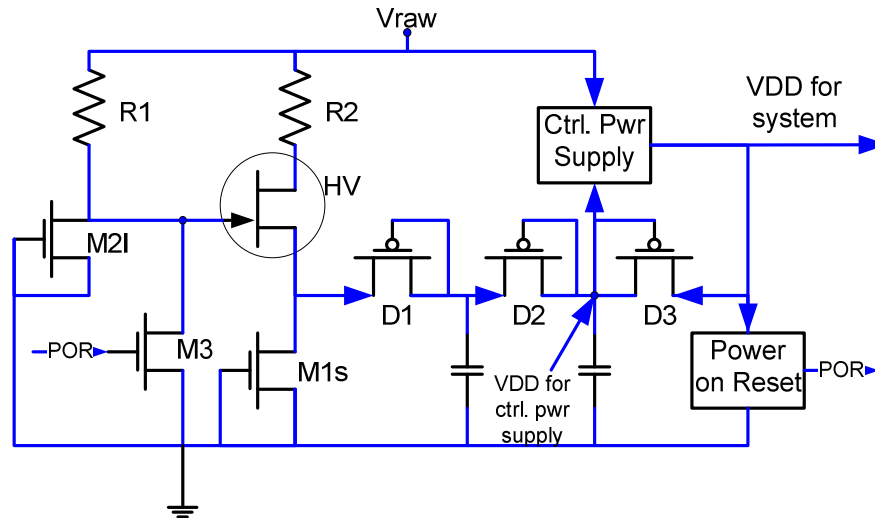 Vraw
R1
R2
Ctrl. Pwr
Supply
VDD for
system
HV
M2l
D1
D2
D3
POR
M3
M1s
VDD for
ctrl. pwr
supply
Power
on Reset
POR